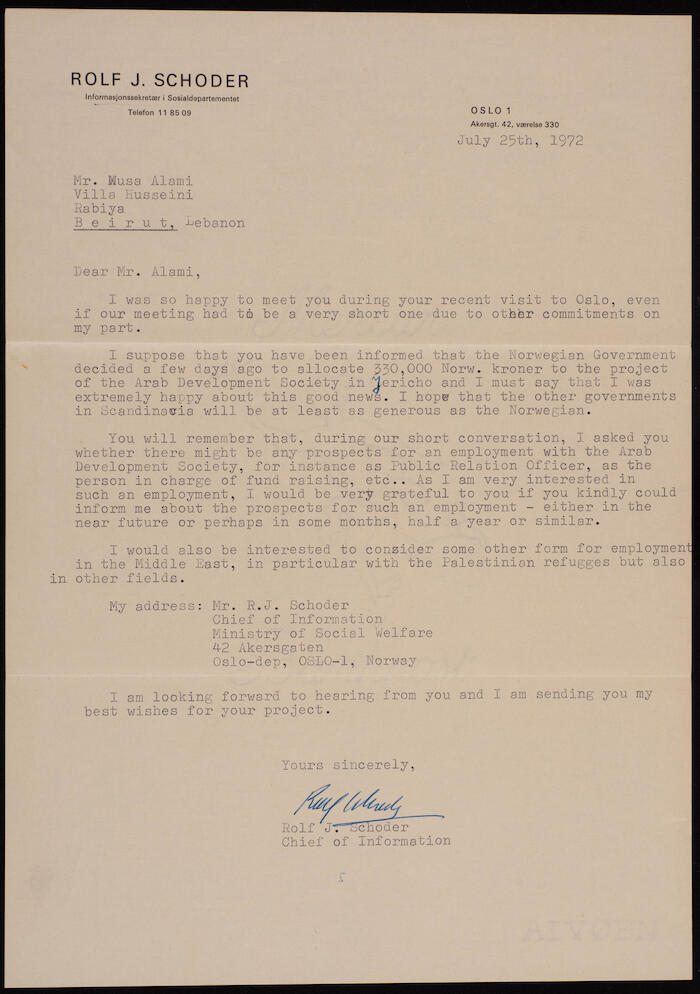 ROLF J. SCHODER
Informasjonssekretær i Sosialdepartementet
Telefon 11 85 09
OSLO 1
Akersgt. 42, værelse 330
July 25th, 1972
Mr. Musa Alami
Villa Husseini
Rabiya
B e i r u t, Lebanon
Dear Mr. Alami,
I was so happy to meet you during your recent visit to Oslo, even
if our meeting had to be a very short one due to other commitments on
my part.
I suppose that you have been informed that the Norwegian Government
decided a few days ago to allocate 330,000 Norw. kroner to the project
of the Arab Development Society in Jericho and I must say that I was
extremely happy about this good news. I hope that the other governments
in Scandinavia will be at least as generous as the Norwegian.
You will remember that, during our short conversation, I asked you
whether there might be any prospects for an employment with the Arab
Development Society, for instance as Public Relation Officer, as the
person in charge of fund raising, etc.. As I am very interested in
such an employment, I would be very grateful to you if you kindly could
inform me about the prospects for such an employment - either in the
near future or perhaps in some months, half a year or similar.
I would also be interested to consider some other form for employment
in the Middle East, in particular with the Palestinian refugges but also
in other fields.
My address: Mr. R.J. Schoder
Chief of Information
Ministry of Social Welfare
42 Akersgaten
Oslo-dep, OSLO-1, Norway
I am looking forward to hearing from you and I am sending you my
best wishes for your project.
Yours sincerely,
Rolf J. Schoder
Chief of Information